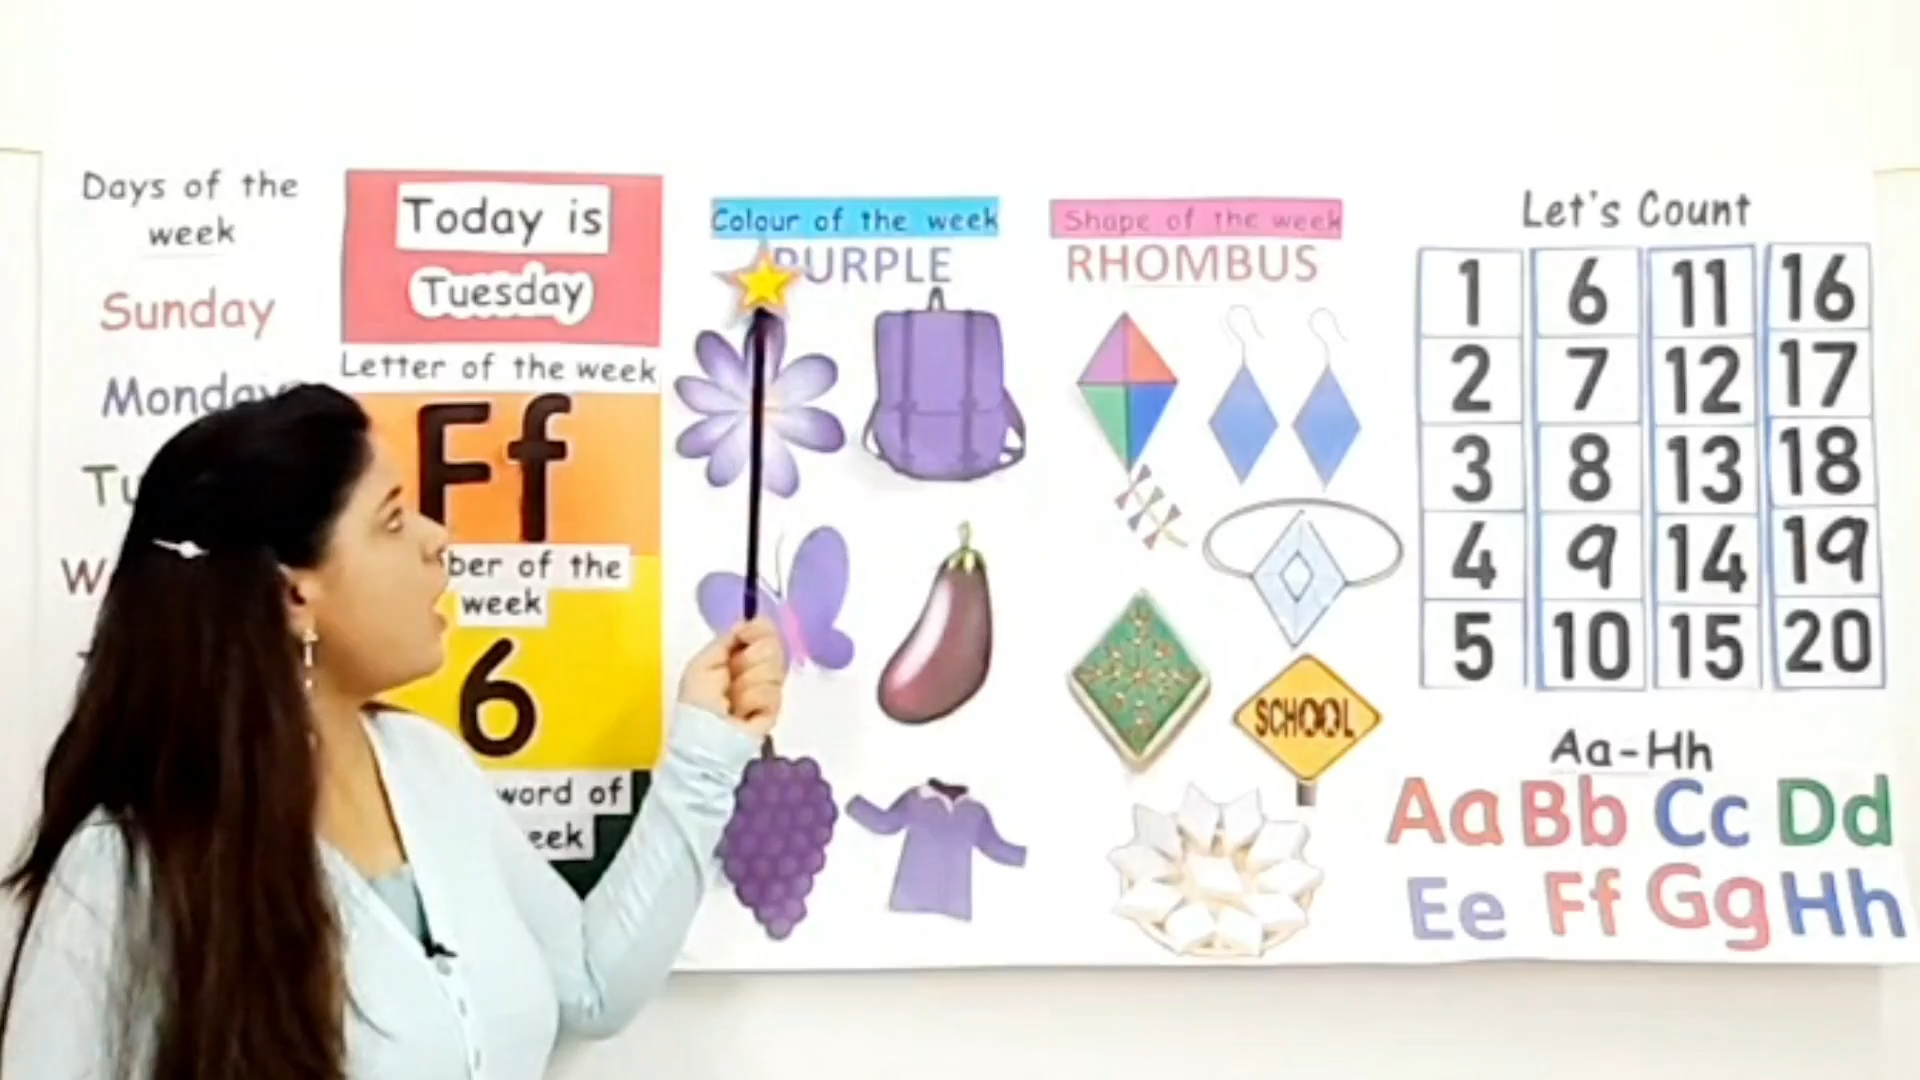 Days of the
week
Sunday
Monday
Today is
Tuesday
Letter of the week
Ff
of the
week
6
word of
Colour of the week
PURPLE
Shape of the week
RHOMBUS
SCHOOL
Let's Count
1 6 11 16
2 7 12 17
3 8 13 18
4 9 14 19
5 10 15 20
Aa-Hh
Aa Bb Cc Dd
Ee Ff Gg Hh